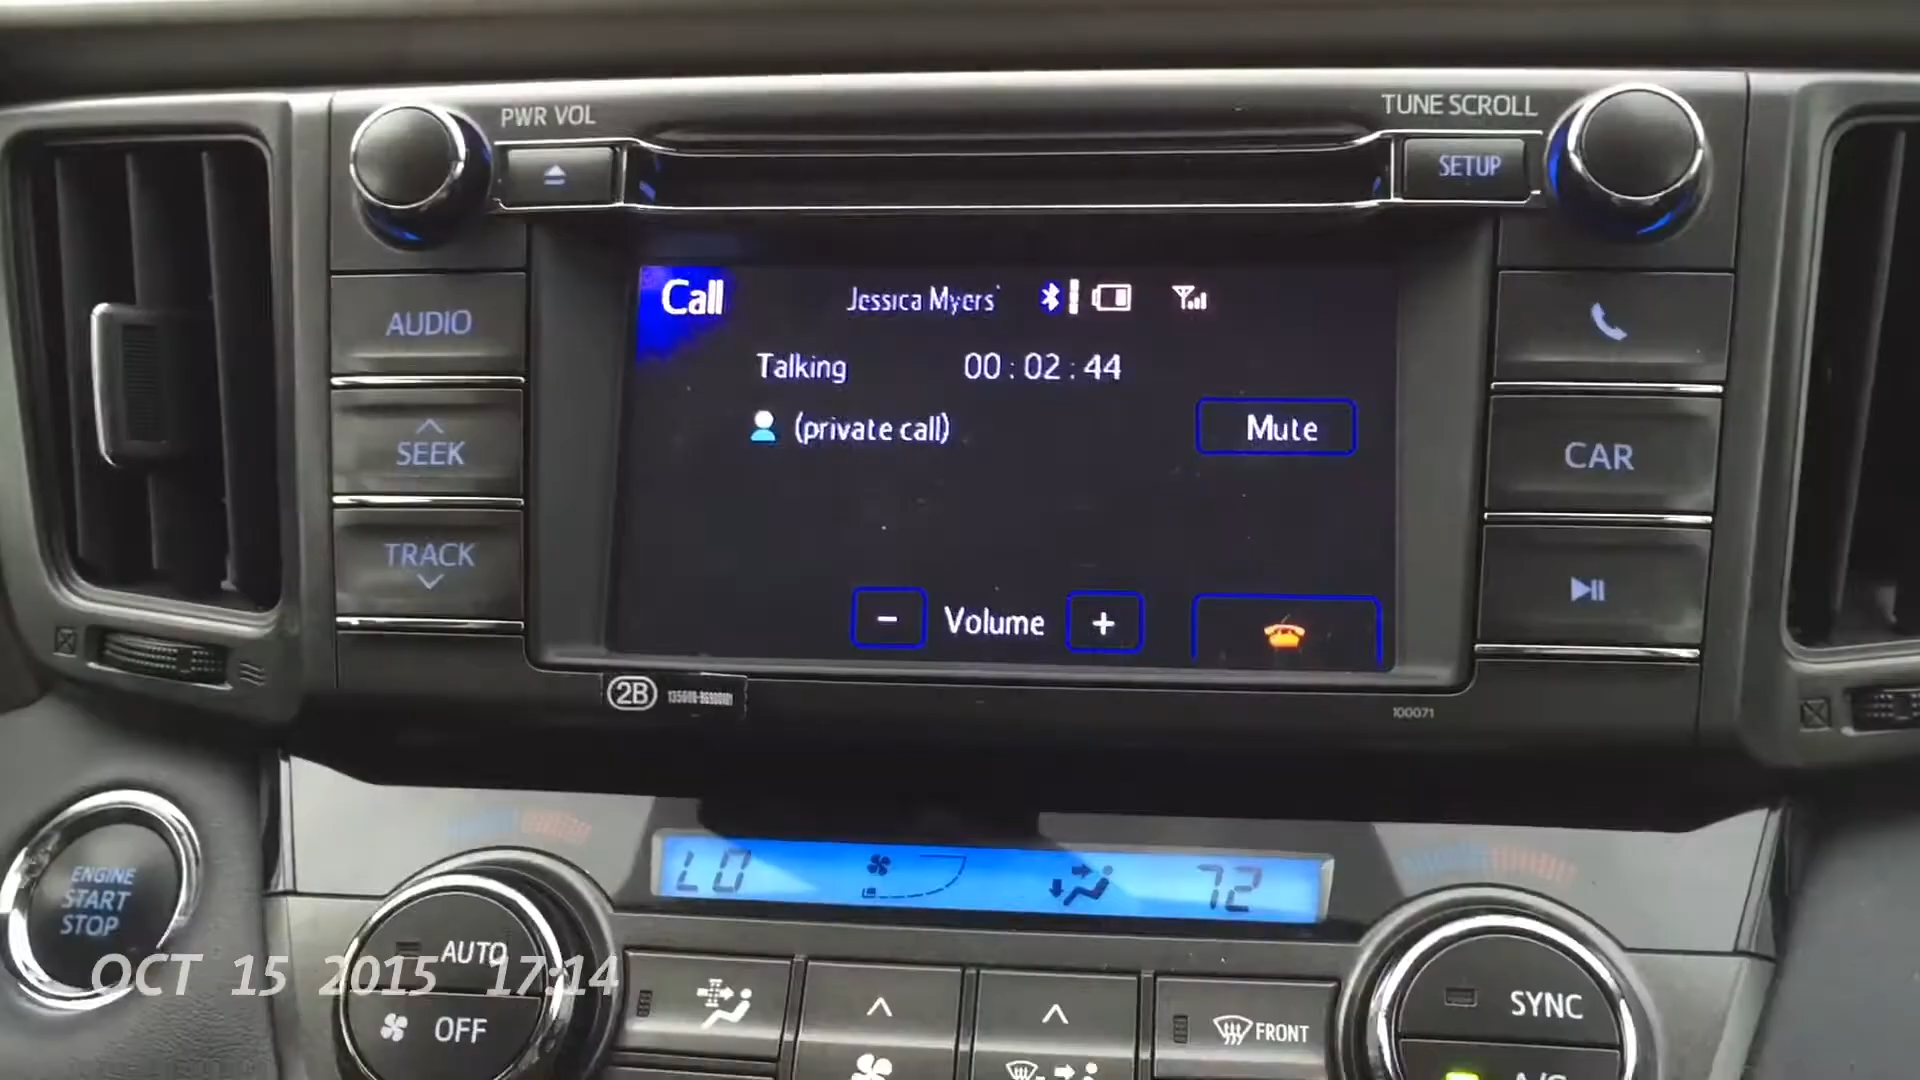 PWR VOL
TUNE SCROLL
SETUP
AUDIO
SEEK
TRACK
Call
Jessica Myers'
Talking
00:02:44
(private call)
Mute
- Volume +
CAR
2B
100071
ENGINE
START
STOP
LO
72
AUTO
OFF
FRONT
SYNC
OCT 15 2015 17:14